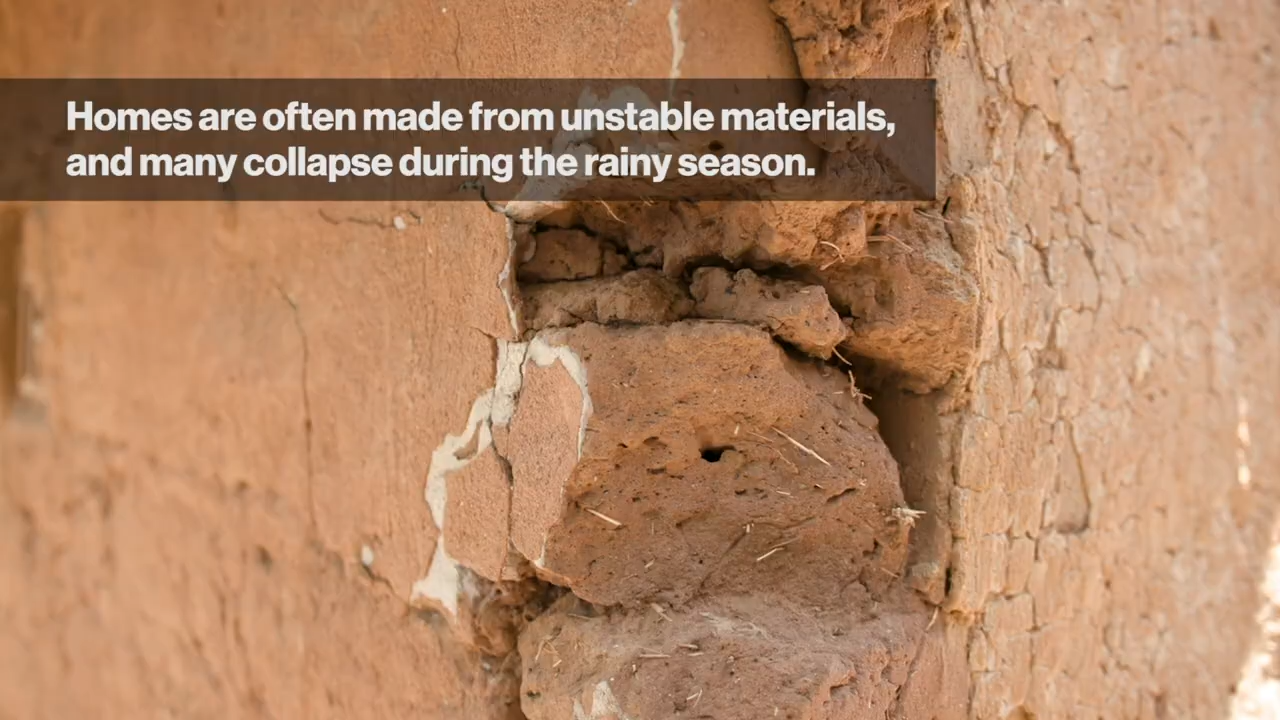 Homes are often made from unstable materials,
and many collapse during the rainy season.